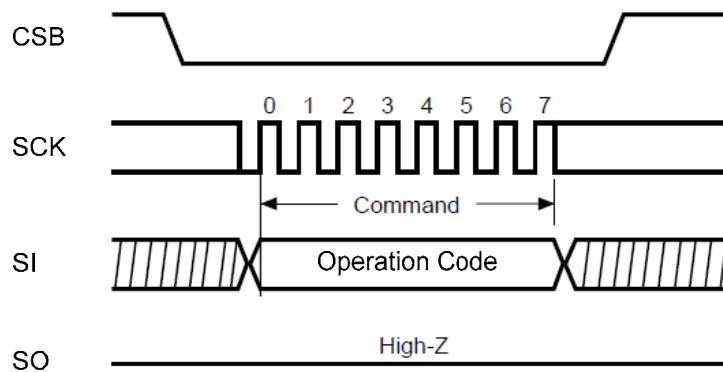 CSB
0 1 2 3 4 5 6 7
SCK
Command
SI
Operation Code
High-Z
SO